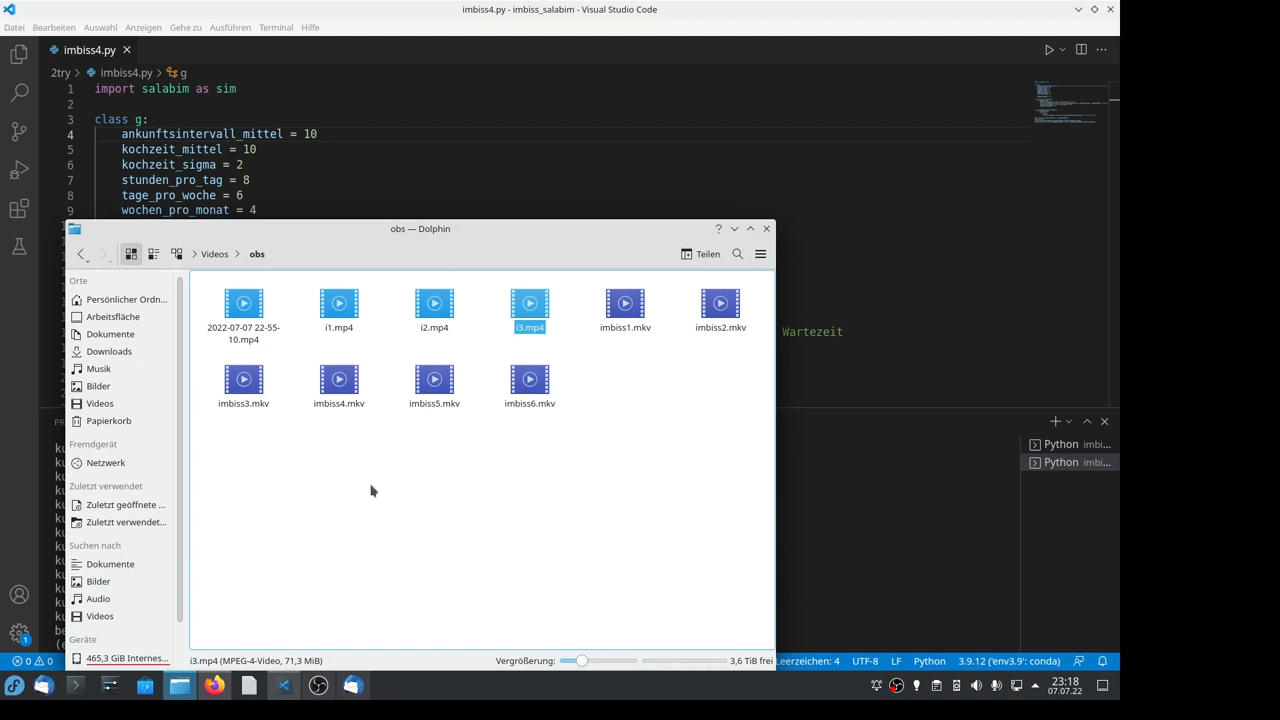 imbiss4.py - imbiss_salabim - Visual Studio Code
Datei Bearbeiten Auswahl Anzeigen Gehe zu Ausführen Terminal Hilfe
imbiss4.py
2try > imbiss4.py > g
1 import salabim as sim
2
3 class g:
4 ankunftsintervall_mittel = 10
5 kochzeit_mittel = 10
6 kochzeit_sigma = 2
7 stunden_pro_tag = 8
8 tage_pro_woche = 6
9 wochen_pro_monat = 4
obs — Dolphin
Videos > obs
Teilen
Orte
Persönlicher Ordn...
Arbeitsfläche
Dokumente
Downloads
Musik
Bilder
Videos
Papierkorb
Fremdgerät
Netzwerk
Zuletzt verwendet
Zuletzt geöffnete ...
Zuletzt verwendet...
Suchen nach
Dokumente
Bilder
Audio
Videos
Geräte
465,3 GiB Internes...
2022-07-07 22-55-
10.mp4
i1.mp4
i2.mp4
i3.mp4
imbiss1.mkv
imbiss2.mkv
imbiss3.mkv
imbiss4.mkv
imbiss5.mkv
imbiss6.mkv
i3.mp4 (MPEG-4-Video, 71,3 MiB)
Vergrößerung:
3,6 TiB frei
Wartezeit
Python imbi...
Python imbi...
0 0
Leerzeichen: 4 UTF-8 LF Python 3.9.12 ('env3.9': conda)
23:18
07.07.22